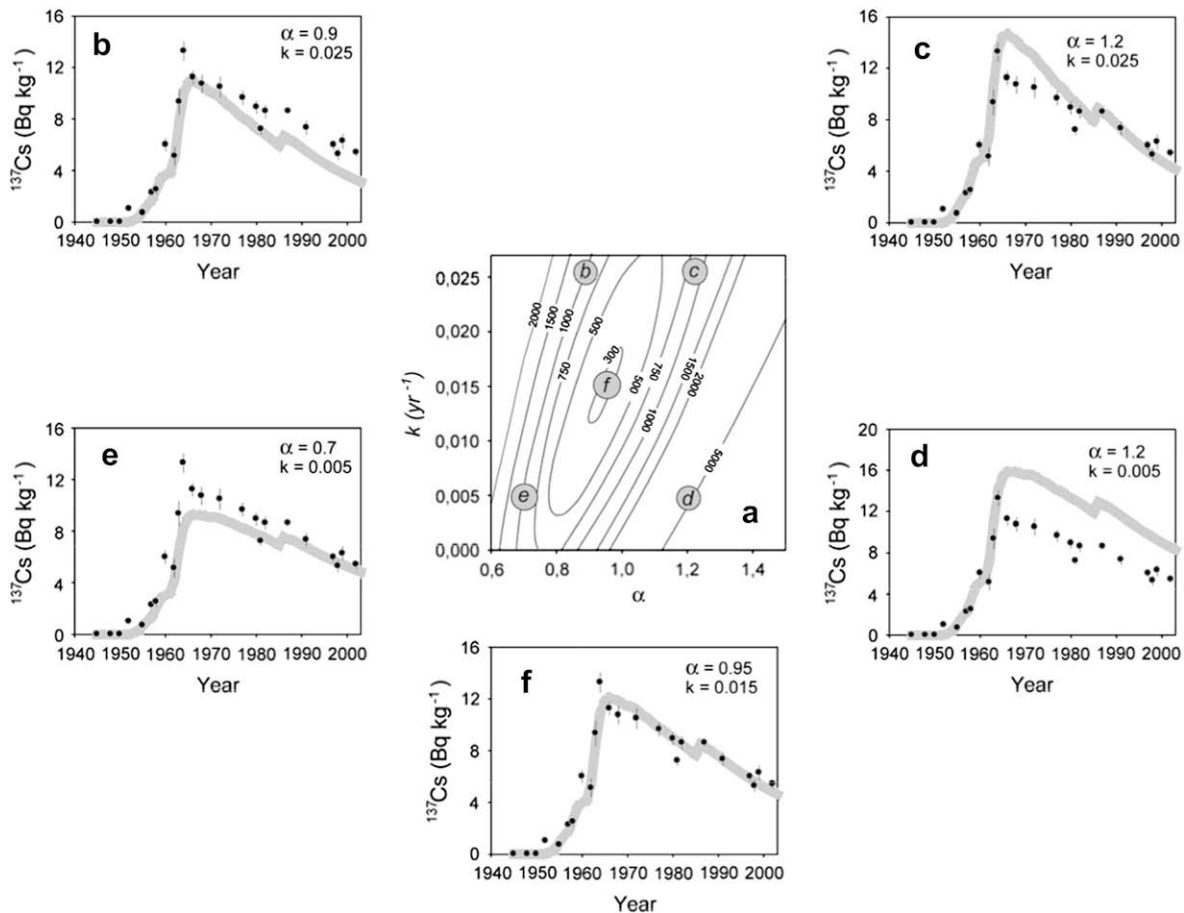 b
α = 0.9
k = 0.025
¹³⁷Cs (Bq kg⁻¹)
16
12
8
4
0
1940 1950 1960 1970 1980 1990 2000
Year
c
α = 1.2
k = 0.025
¹³⁷Cs (Bq kg⁻¹)
16
12
8
4
0
1940 1950 1960 1970 1980 1990 2000
Year
a
k (yr⁻¹)
0,025
0,020
0,015
0,010
0,005
0,000
0,6 0,8 1,0 1,2 1,4
α
b
c
f
e
d
2000
1500
1000
750
500
300
500
750
1000
1500
2000
5000
e
α = 0.7
k = 0.005
¹³⁷Cs (Bq kg⁻¹)
16
12
8
4
0
1940 1950 1960 1970 1980 1990 2000
Year
d
α = 1.2
k = 0.005
¹³⁷Cs (Bq kg⁻¹)
20
16
12
8
4
0
1940 1950 1960 1970 1980 1990 2000
Year
f
α = 0.95
k = 0.015
¹³⁷Cs (Bq kg⁻¹)
16
12
8
4
0
1940 1950 1960 1970 1980 1990 2000
Year